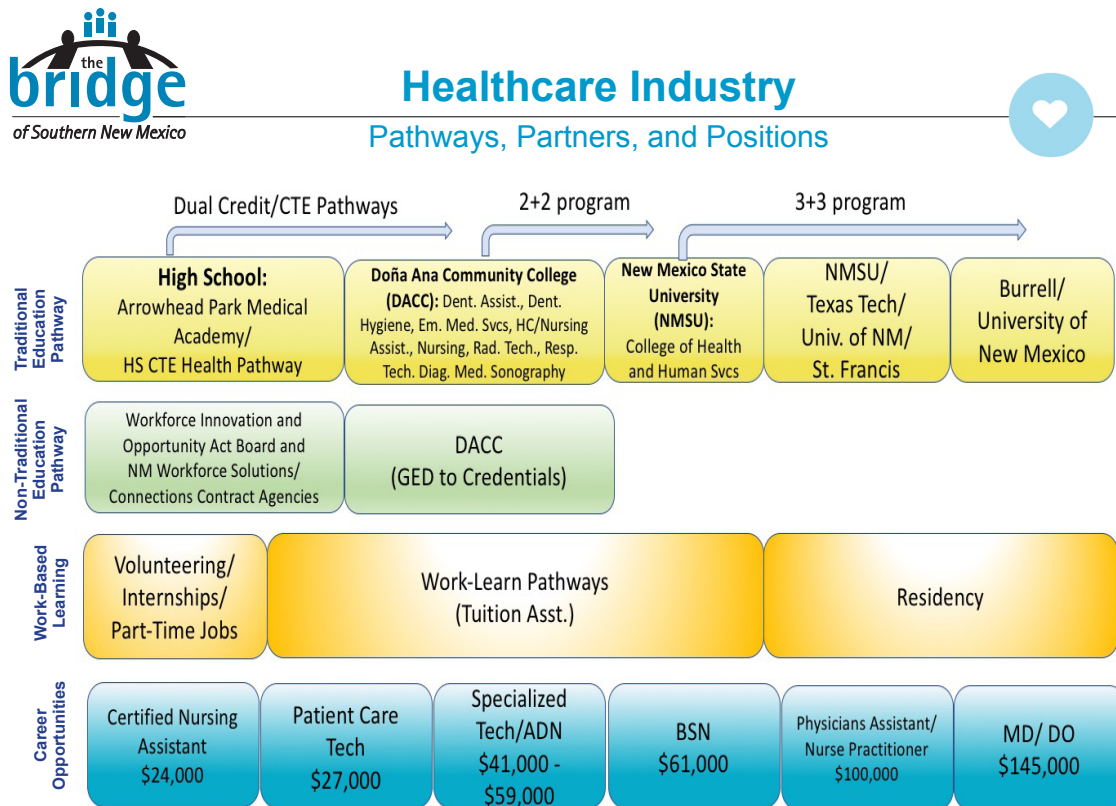 the
bridge
of Southern New Mexico
Healthcare Industry
Pathways, Partners, and Positions
Dual Credit/CTE Pathways
2+2 program
3+3 program
Traditional
Education
Pathway
High School:
Arrowhead Park Medical
Academy/
HS CTE Health Pathway
Doña Ana Community College
(DACC): Dent. Assist., Dent.
Hygiene, Em. Med. Svcs, HC/Nursing
Assist., Nursing, Rad. Tech., Resp.
Tech. Diag. Med. Sonography
New Mexico State
University
(NMSU):
College of Health
and Human Svcs
NMSU/
Texas Tech/
Univ. of NM/
St. Francis
Burrell/
University of
New Mexico
Non-Traditional
Education
Pathway
Workforce Innovation and
Opportunity Act Board and
NM Workforce Solutions/
Connections Contract Agencies
DACC
(GED to Credentials)
Work-Based
Learning
Volunteering/
Internships/
Part-Time Jobs
Work-Learn Pathways
(Tuition Asst.)
Residency
Career
Opportunities
Certified Nursing
Assistant
$24,000
Patient Care
Tech
$27,000
Specialized
Tech/ADN
$41,000 -
$59,000
BSN
$61,000
Physicians Assistant/
Nurse Practitioner
$100,000
MD/ DO
$145,000